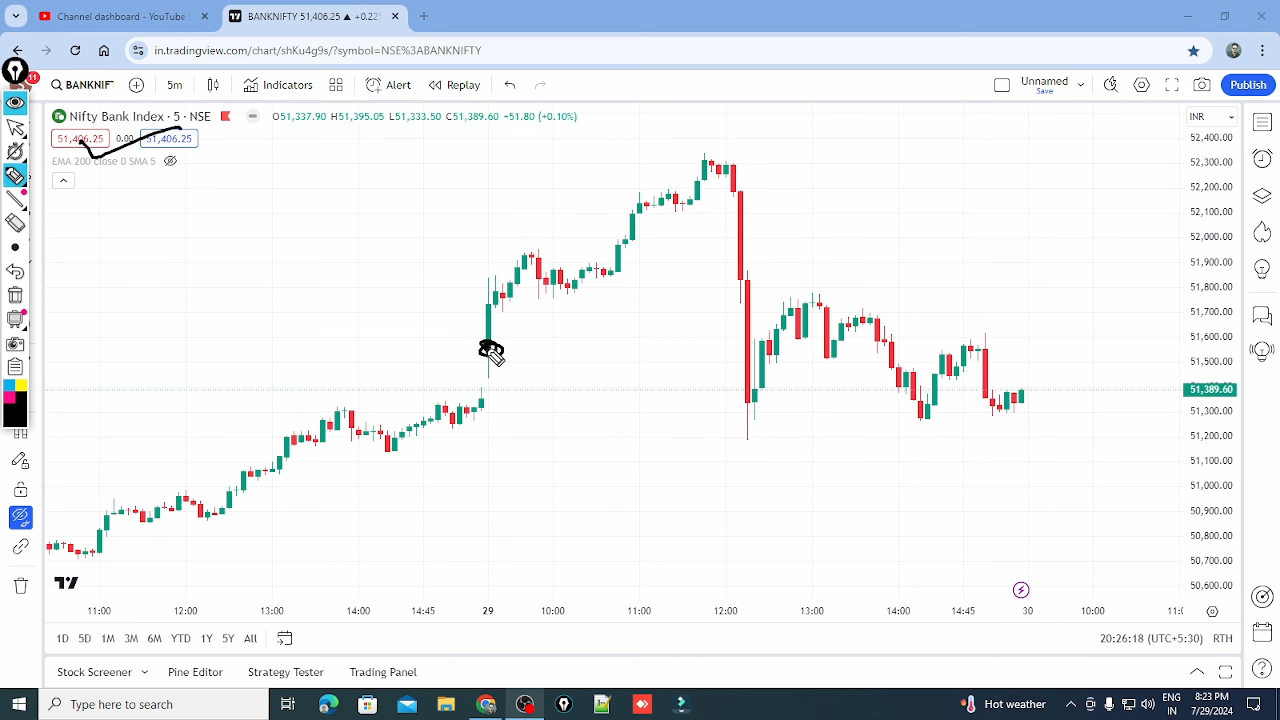 Channel dashboard - YouTube
BANKNIFTY 51,406.25 ▲ +0.22
in.tradingview.com/chart/shKu4g9s/?symbol=NSE%3ABANKNIFTY
11
BANKNIFT
5m
Indicators
Alert
Replay
Unnamed
Save
Publish
Nifty Bank Index · 5 · NSE
O51,337.90 H51,395.05 L51,333.50 C51,389.60 +51.80 (+0.10%)
INR
51,406.25
0.00
51,406.25
EMA 200 close 0 SMA 5
52,400.00
52,300.00
52,200.00
52,100.00
52,000.00
51,900.00
51,800.00
51,700.00
51,600.00
51,500.00
51,389.60
51,300.00
51,200.00
51,100.00
51,000.00
50,900.00
50,800.00
50,700.00
50,600.00
11:00 12:00 13:00 14:00 14:45 29 10:00 11:00 12:00 13:00 14:00 14:45 30 10:00
1D 5D 1M 3M 6M YTD 1Y 5Y All
20:26:18 (UTC+5:30) RTH
Stock Screener
Pine Editor
Strategy Tester
Trading Panel
Type here to search
Hot weather
ENG
IN
8:23 PM
7/29/2024